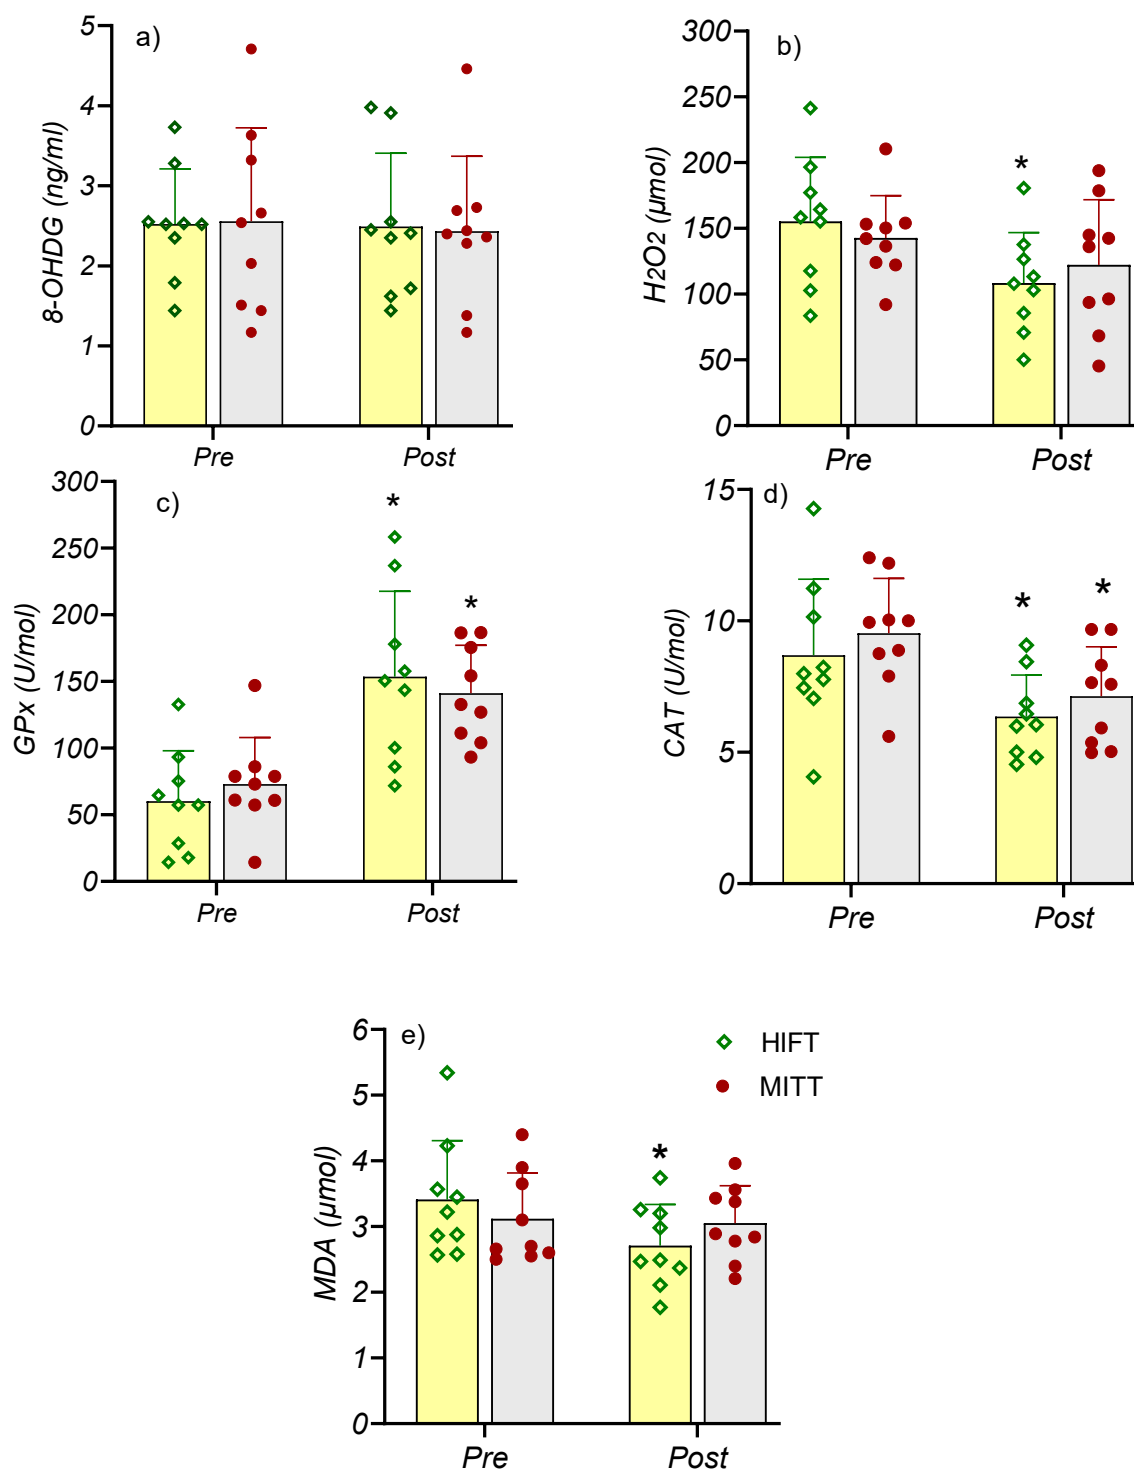 a)
8-OHDG (ng/ml)
5
4
3
2
1
0
Pre
Post
b)
H2O2 (µmol)
300
200
150
100
50
0
*
Pre
Post
c)
GPx (U/mol)
300
250
200
150
100
50
0
*
*
Pre
Post
d)
CAT (U/mol)
15
10
5
0
*
*
Pre
Post
e)
MDA (µmol)
6
5
4
3
2
1
0
*
Pre
Post
HIFT
MITT